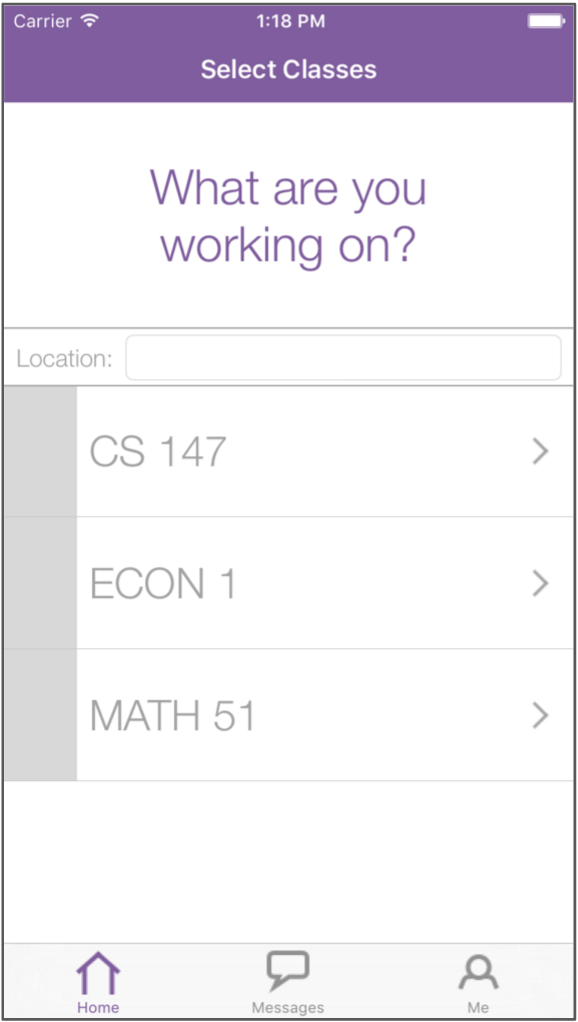 Carrier 1:18 PM
Select Classes
What are you
working on?
Location:
CS 147
ECON 1
MATH 51
Home Messages Me